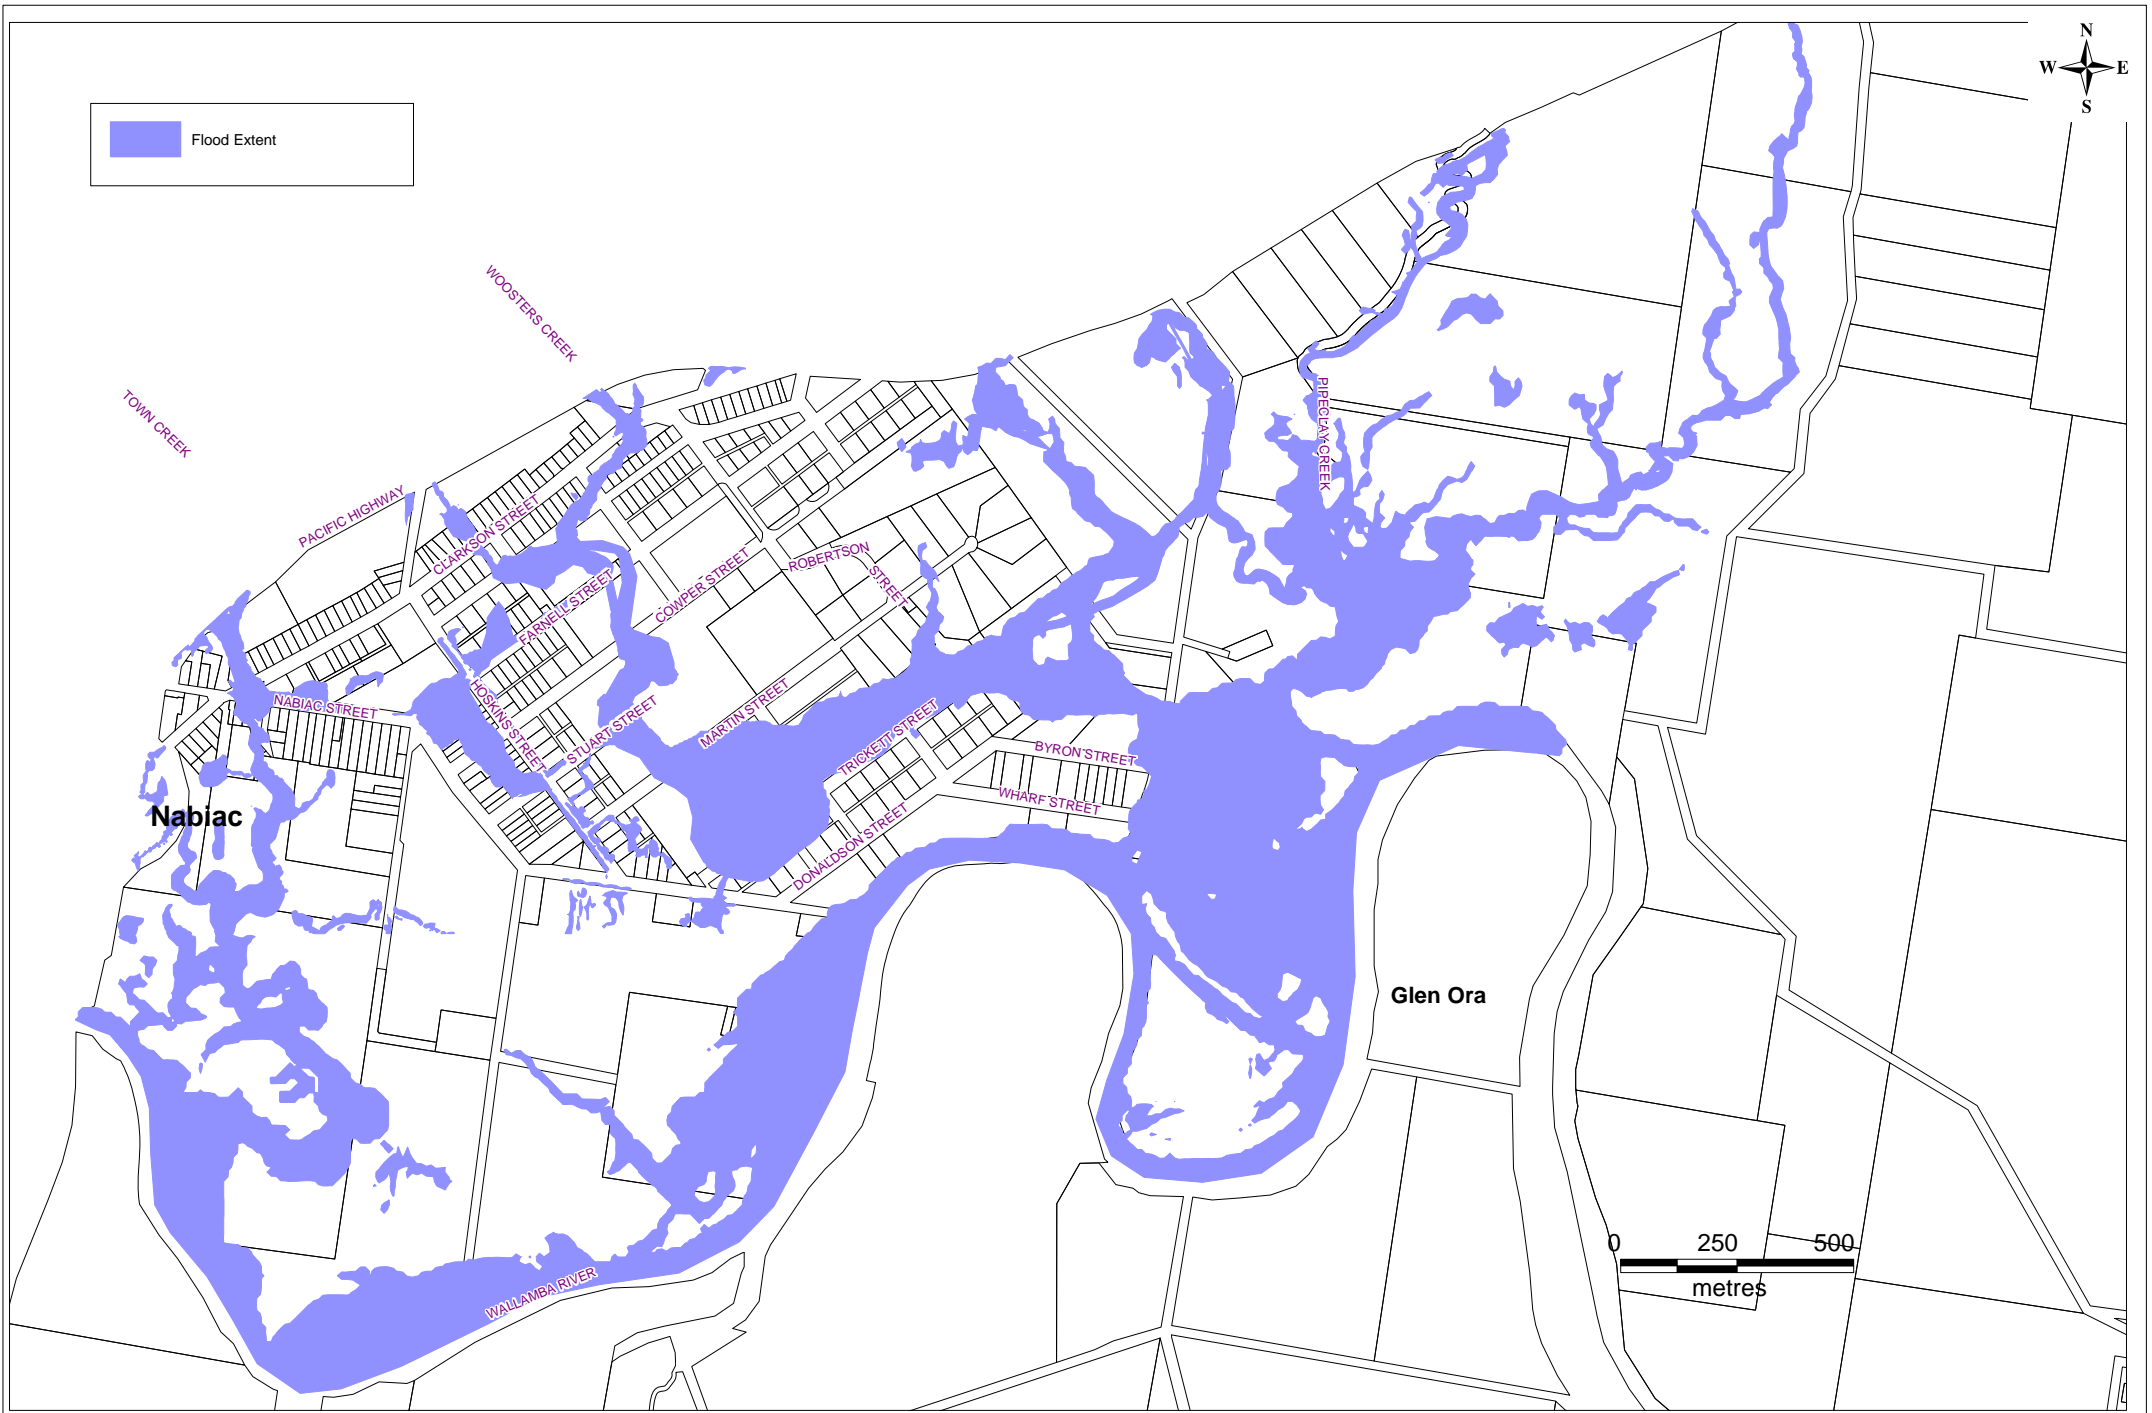 N
W E
S
Flood Extent
WOOSTERS CREEK
TOWN CREEK
PIPECLAY CREEK
PACIFIC HIGHWAY
CLARKSON STREET
ROBERTSON
STREET
COWPER STREET
FARNELL STREET
HOSKINS STREET
NABIAC STREET
STUART STREET
MARTIN STREET
TRICKETT STREET
BYRON STREET
WHARF STREET
DONALDSON STREET
Nabiac
Glen Ora
WALLAMBA RIVER
0 250 500
metres